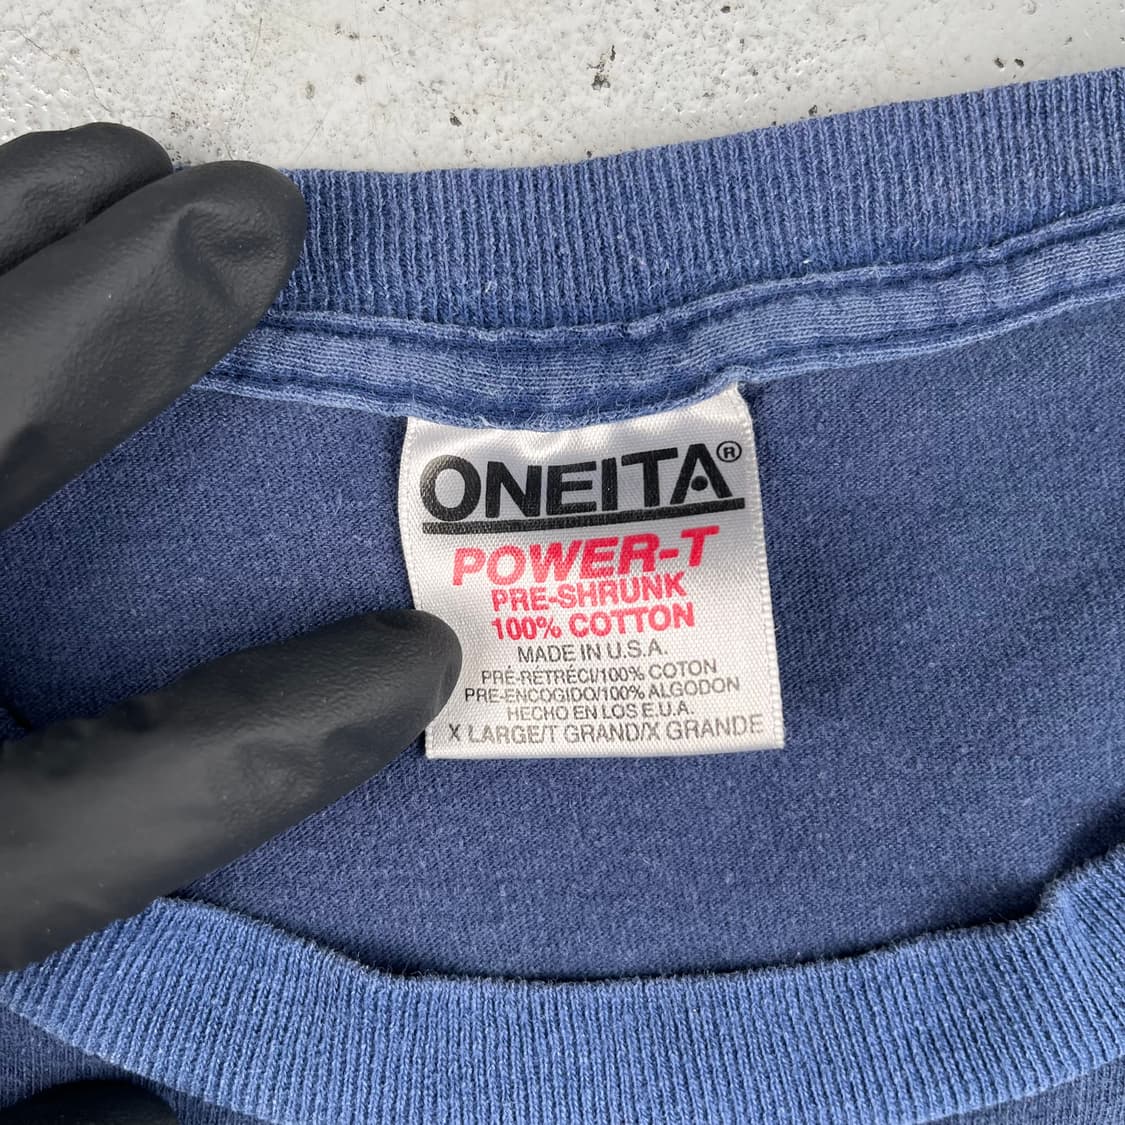 ONEITA®
POWER-T
PRE-SHRUNK
100% COTTON
MADE IN U.S.A.
PRÉ-RÉTRÉCI/100% COTON
PRE-ENCOGIDO/100% ALGODON
HECHO EN LOS E.U.A.
X LARGE/T GRAND/X GRANDE